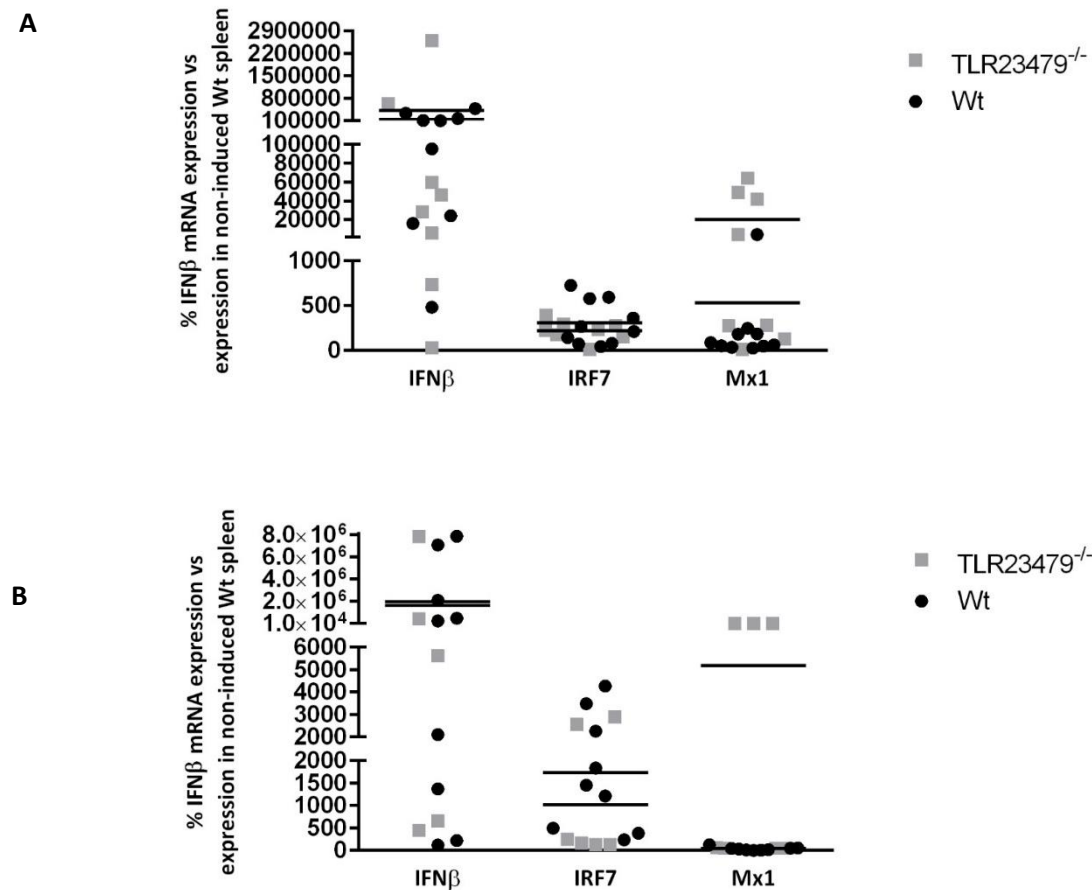 A
% IFNβ mRNA expression vs
expression in non-induced Wt spleen
2900000
2200000
1500000
800000
100000
100000
80000
60000
40000
20000
1000
500
0
IFNβ
IRF7
Mx1
TLR23479-/-
Wt
B
% IFNβ mRNA expression vs
expression in non-induced Wt spleen
8.0×10⁶
6.0×10⁶
4.0×10⁶
2.0×10⁶
1.0×10⁴
6000
5000
4000
3000
2000
2000
1500
1000
500
0
IFNβ
IRF7
Mx1
TLR23479-/-
Wt